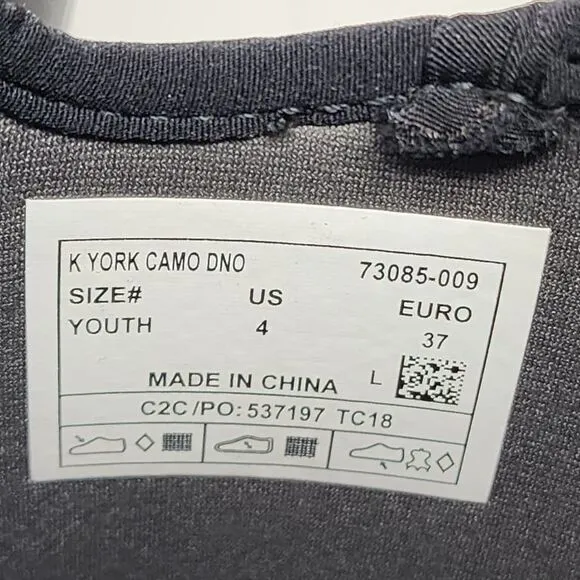 K YORK CAMO DNO 73085-009
SIZE# US EURO
YOUTH 4 37
MADE IN CHINA L
C2C/PO: 537197 TC18